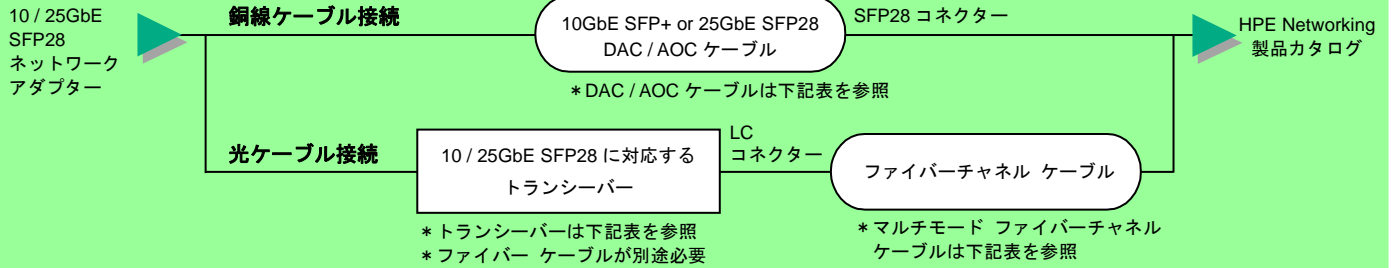 10 / 25GbE
SFP28
ネットワーク
アダプター
銅線ケーブル接続
10GbE SFP+ or 25GbE SFP28
DAC / AOC ケーブル
SFP28 コネクター
HPE Networking
製品カタログ
＊DAC / AOC ケーブルは下記表を参照
光ケーブル接続
10 / 25GbE SFP28 に対応する
トランシーバー
LC
コネクター
ファイバーチャネル ケーブル
＊トランシーバーは下記表を参照
＊ファイバー ケーブルが別途必要
＊マルチモード ファイバーチャネル
ケーブルは下記表を参照